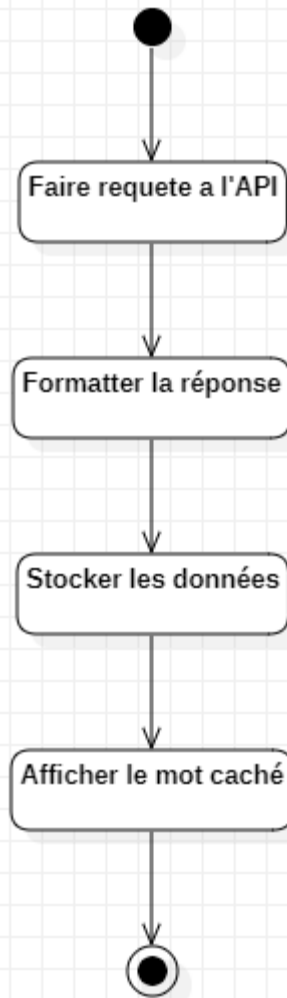 Faire requete a l'API
Formatter la réponse
Stocker les données
Afficher le mot caché